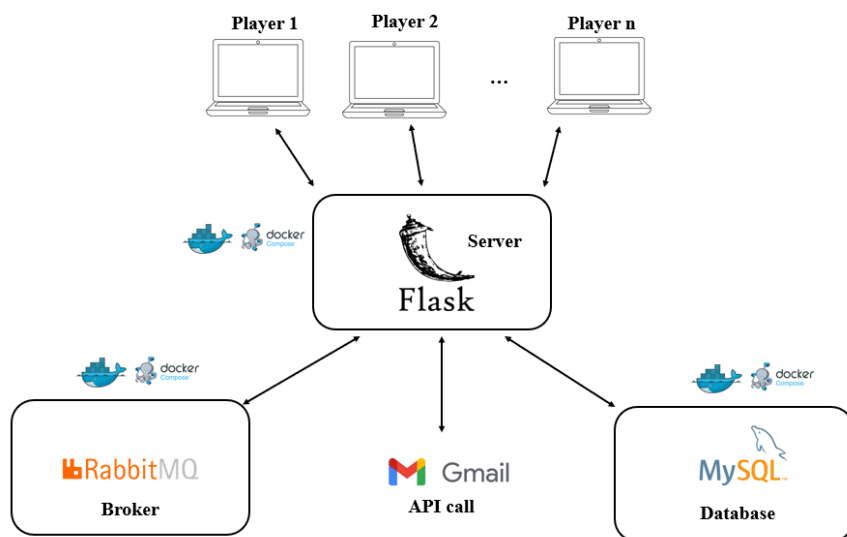 Player 1
Player 2
Player n
...
docker
Compose
Server
Flask
docker
Compose
docker
Compose
RabbitMQ
Broker
Gmail
API call
MySQL
Database